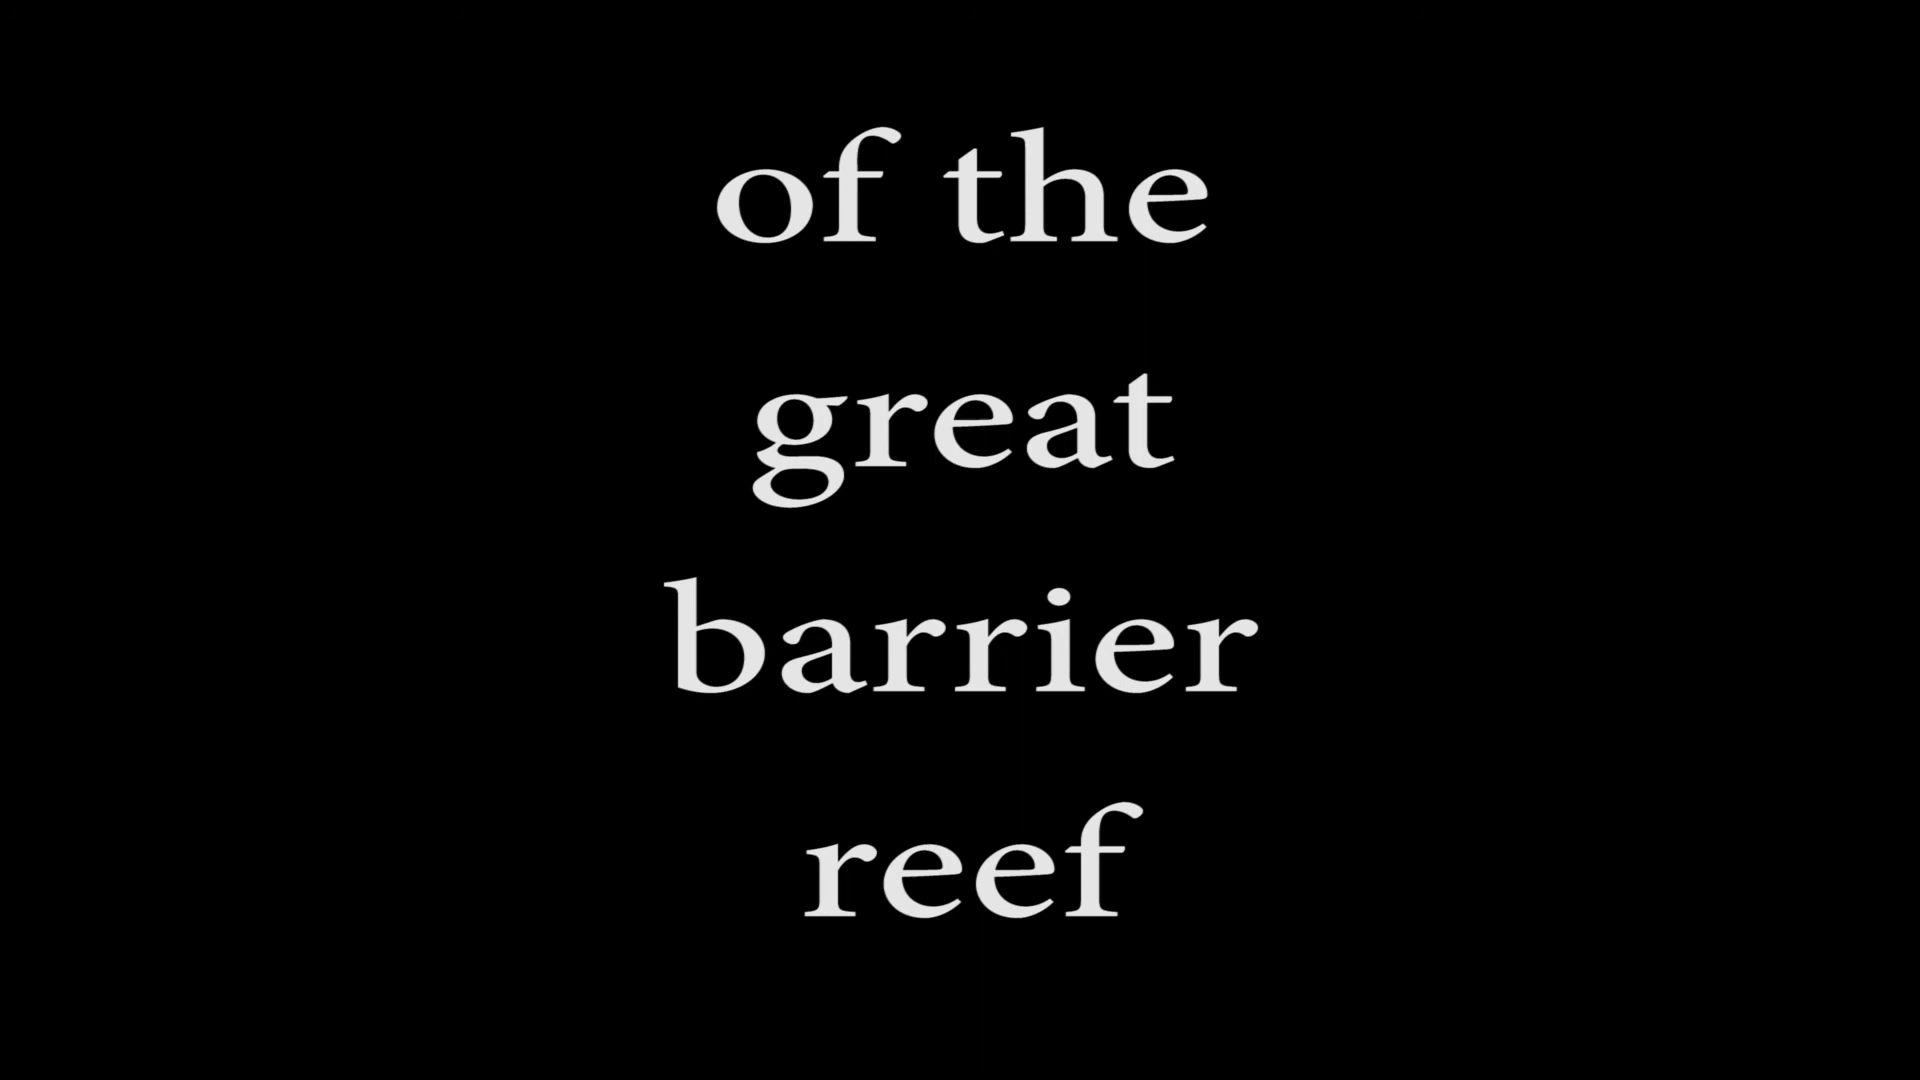 of the
great
barrier
reef